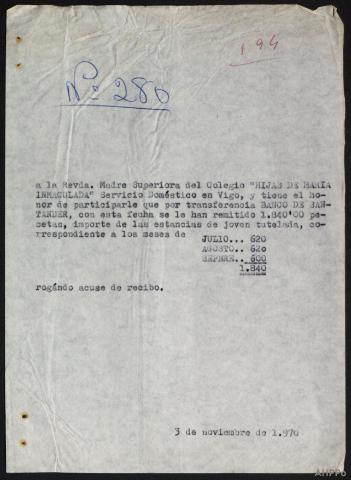 194
Nº 280
a la Revda. Madre Superiora del Colegio "HIJAS DE MARIA
INMACULADA" Servicio Doméstico en Vigo, y tiene el ho-
nor de participarle que por transferencia BANCO DE SAN-
TANDER, con esta fecha se le han remitido 1.840'00 pe-
setas, importe de las estancias de joven tutelada, co-
rrespondiente a los meses de
JULIO... 620
AGOSTO.. 620
SEPBRE.. 600
1.840
rogándo acuse de recibo.
3 de noviembre de 1.970
AHPPo